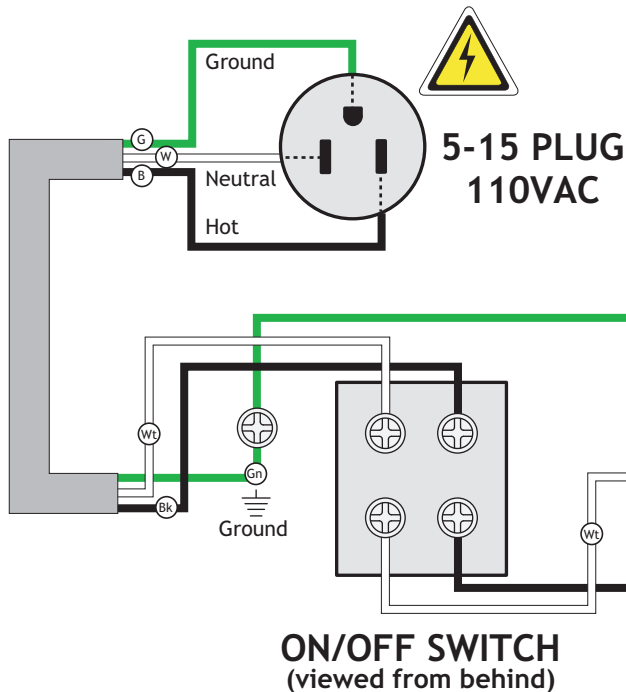 Ground
G
W
5-15 PLUG
110VAC
B
Neutral
Hot
Wt
Gn
Bk
Ground
Wt
ON/OFF SWITCH
(viewed from behind)